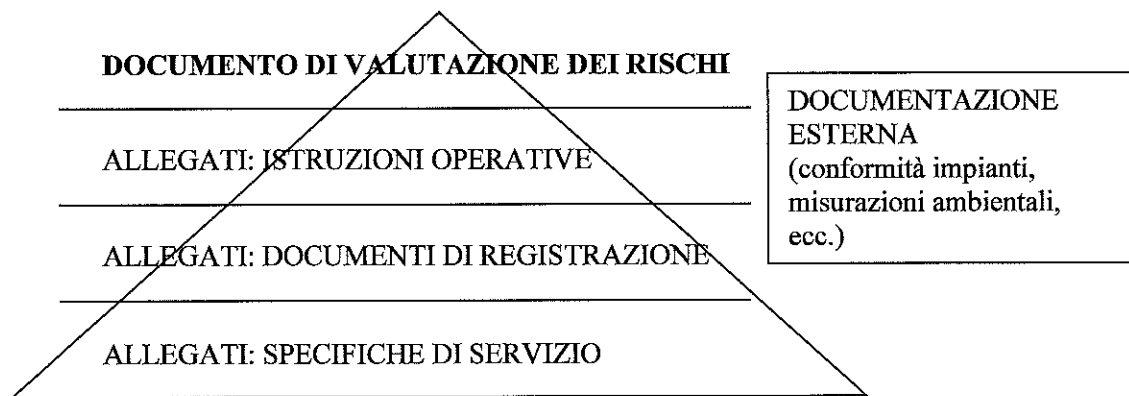 DOCUMENTO DI VALUTAZIONE DEI RISCHI
ALLEGATI: ISTRUZIONI OPERATIVE
ALLEGATI: DOCUMENTI DI REGISTRAZIONE
ALLEGATI: SPECIFICHE DI SERVIZIO
DOCUMENTAZIONE
ESTERNA
(conformità impianti,
misurazioni ambientali,
ecc.)